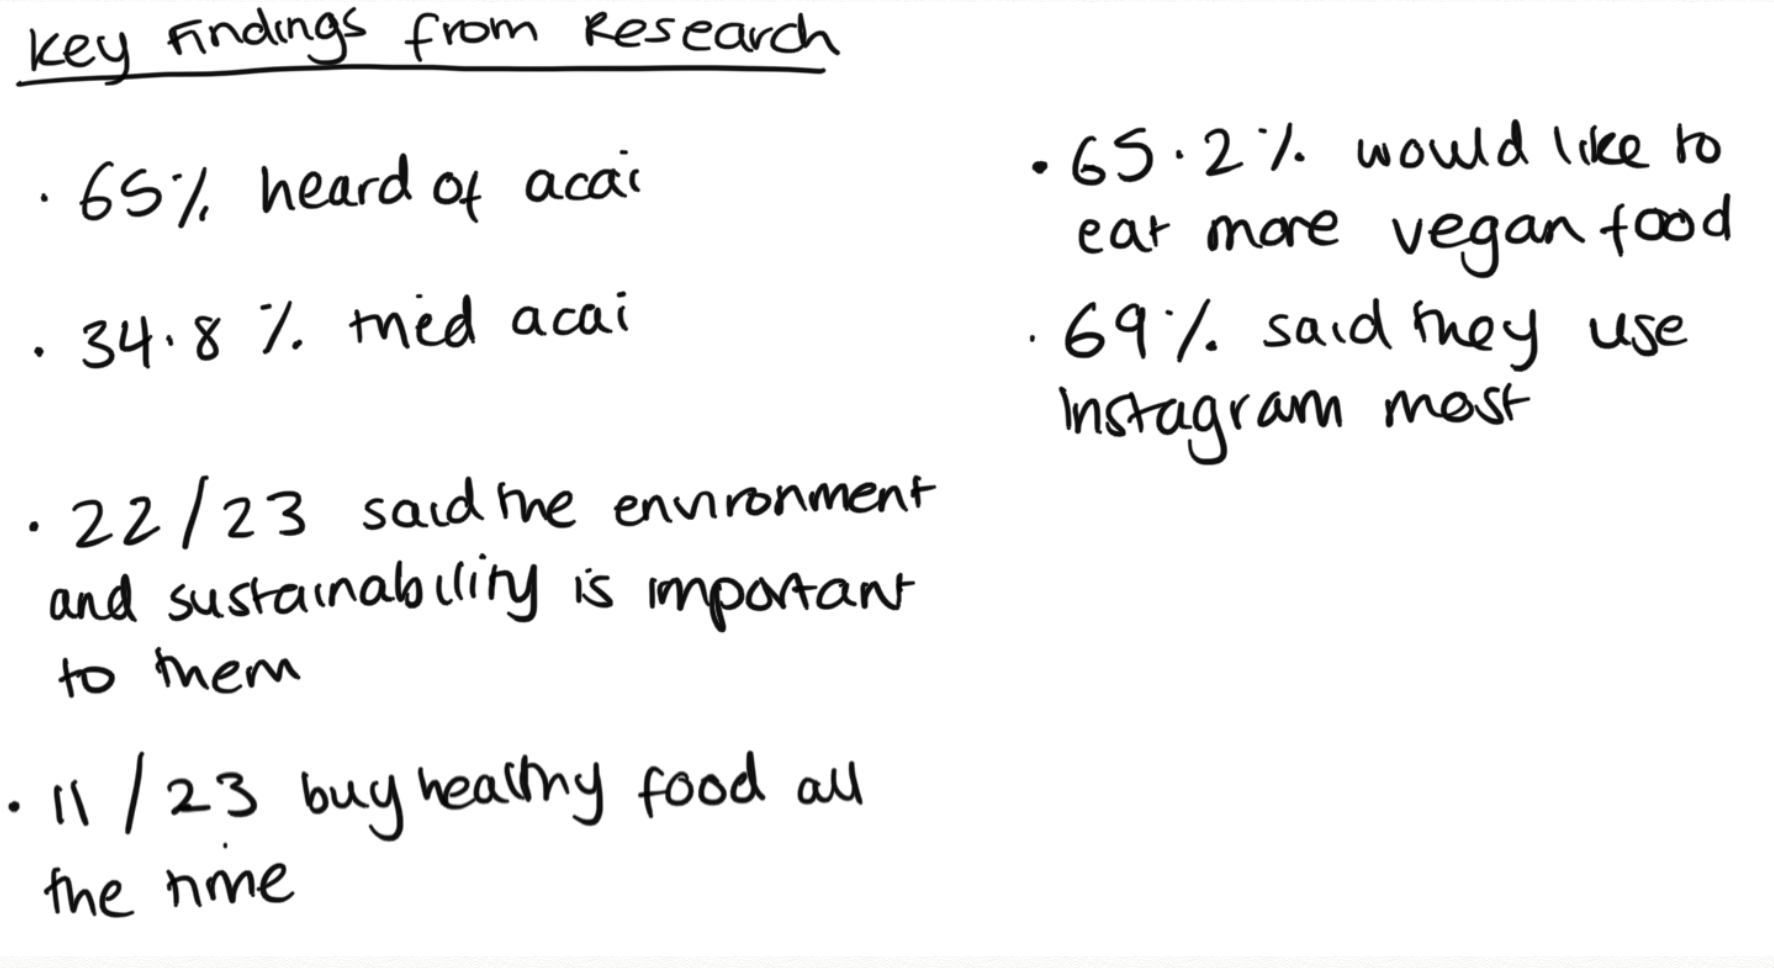 Key Findings from Research
· 65% heard of acai
· 34.8 % tried acai
· 22/23 said the environment
and sustainability is important
to them
· 11/23 buy healthy food all
the time
· 65.2% would like to
eat more vegan food
· 69% said they use
Instagram most